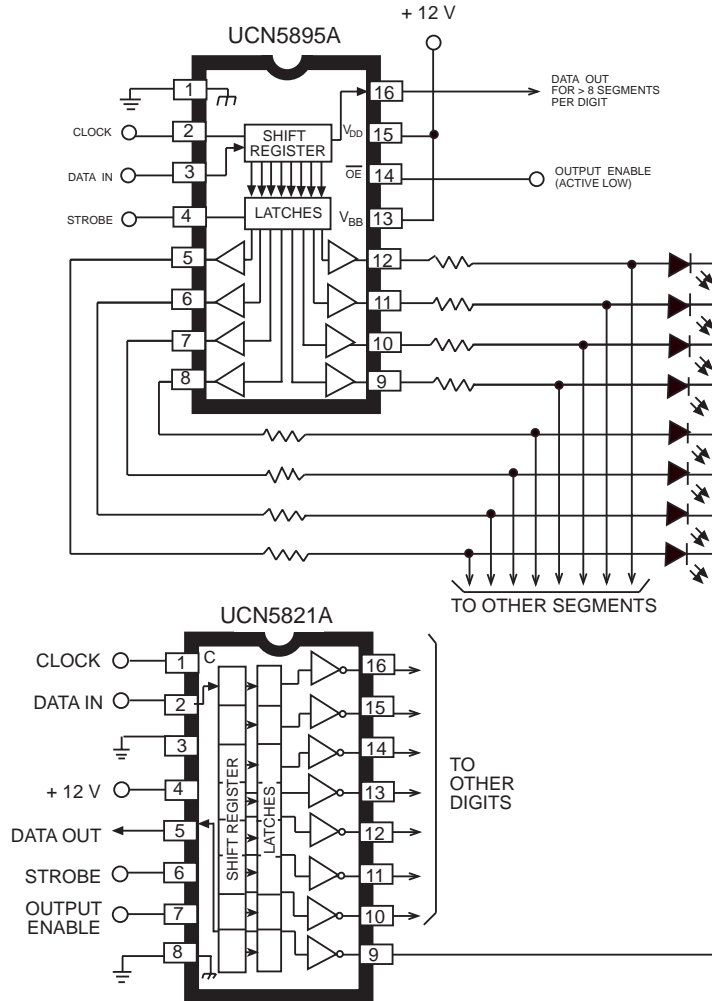 + 12 V
UCN5895A
1
16
DATA OUT
FOR > 8 SEGMENTS
PER DIGIT
CLOCK
2
SHIFT
REGISTER
VDD
15
DATA IN
3
OE
14
OUTPUT ENABLE
(ACTIVE LOW)
STROBE
4
LATCHES
VBB
13
5
12
6
11
7
10
8
9
TO OTHER SEGMENTS
UCN5821A
CLOCK
1
C
16
DATA IN
2
15
3
14
+ 12 V
4
13
DATA OUT
5
12
STROBE
6
11
OUTPUT
ENABLE
7
10
8
9
SHIFT REGISTER
LATCHES
TO
OTHER
DIGITS